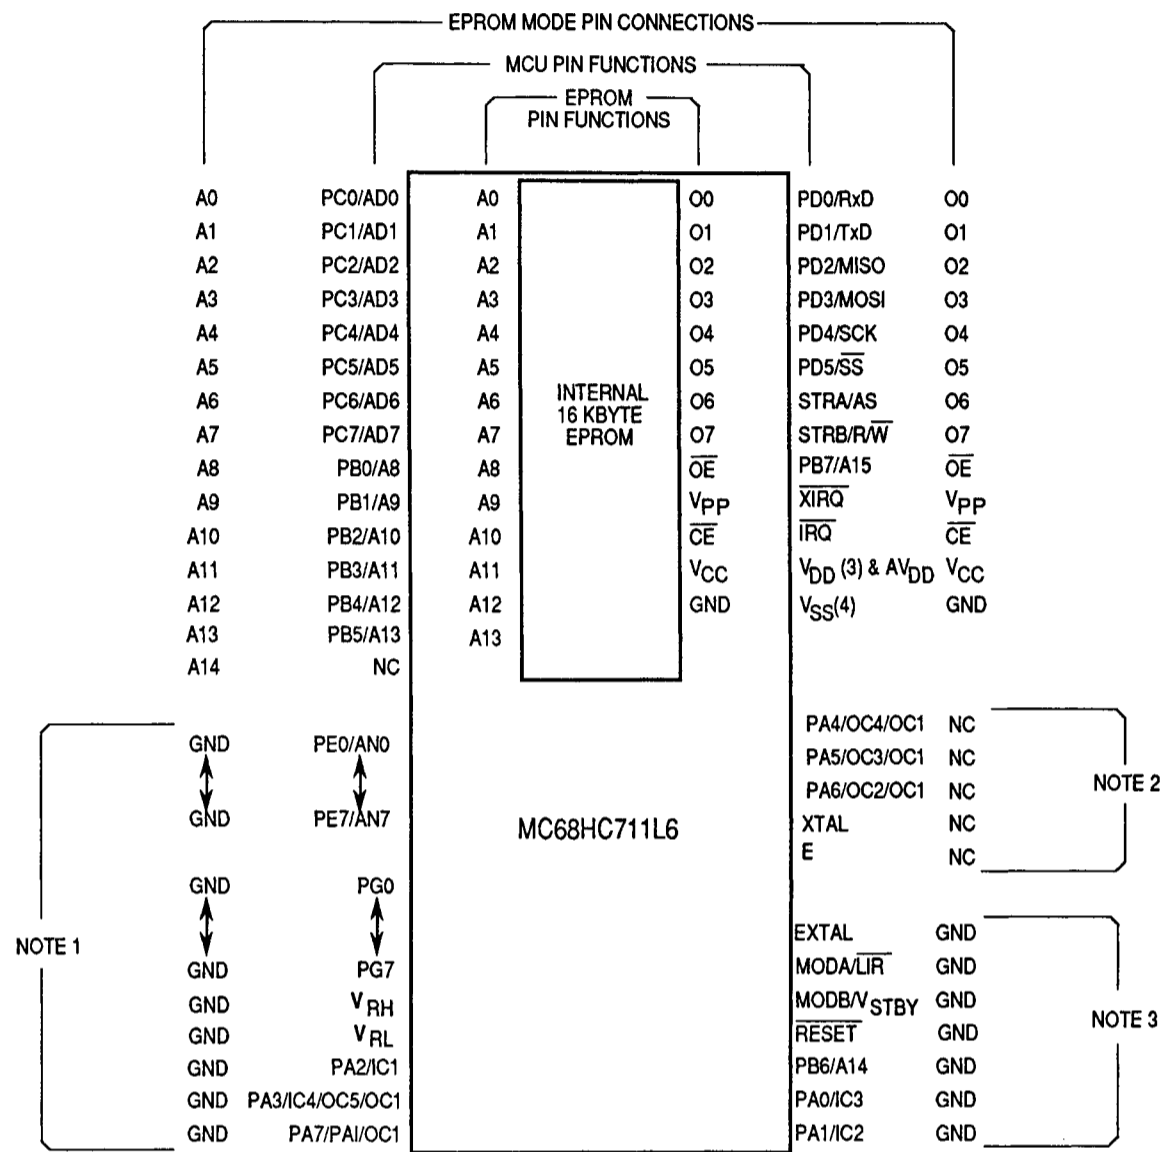 EPROM MODE PIN CONNECTIONS
MCU PIN FUNCTIONS
EPROM
PIN FUNCTIONS
A0 PC0/AD0 A0 O0 PD0/RxD O0
A1 PC1/AD1 A1 O1 PD1/TxD O1
A2 PC2/AD2 A2 O2 PD2/MISO O2
A3 PC3/AD3 A3 O3 PD3/MOSI O3
A4 PC4/AD4 A4 O4 PD4/SCK O4
A5 PC5/AD5 A5 O5 PD5/S̅S̅ O5
A6 PC6/AD6 A6 O6 STRA/AS O6
A7 PC7/AD7 A7 O7 STRB/R/W̅ O7
INTERNAL
16 KBYTE
EPROM
A8 PB0/A8 A8 O̅E̅ PB7/A15 O̅E̅
A9 PB1/A9 A9 VPP X̅I̅R̅Q̅ VPP
A10 PB2/A10 A10 C̅E̅ I̅R̅Q̅ C̅E̅
A11 PB3/A11 A11 VCC VDD (3) & AVDD VCC
A12 PB4/A12 A12 GND VSS(4) GND
A13 PB5/A13 A13
A14 NC
PA4/OC4/OC1 NC
GND PE0/AN0 PA5/OC3/OC1 NC
PA6/OC2/OC1 NC
NOTE 2
GND PE7/AN7 XTAL NC
MC68HC711L6
E NC
GND PG0
EXTAL GND
NOTE 1
GND PG7 MODA/L̅I̅R̅ GND
GND VRH MODB/VSTBY GND
NOTE 3
GND VRL R̅E̅S̅E̅T̅ GND
GND PA2/IC1 PB6/A14 GND
GND PA3/IC4/OC5/OC1 PA0/IC3 GND
GND PA7/PAI/OC1 PA1/IC2 GND